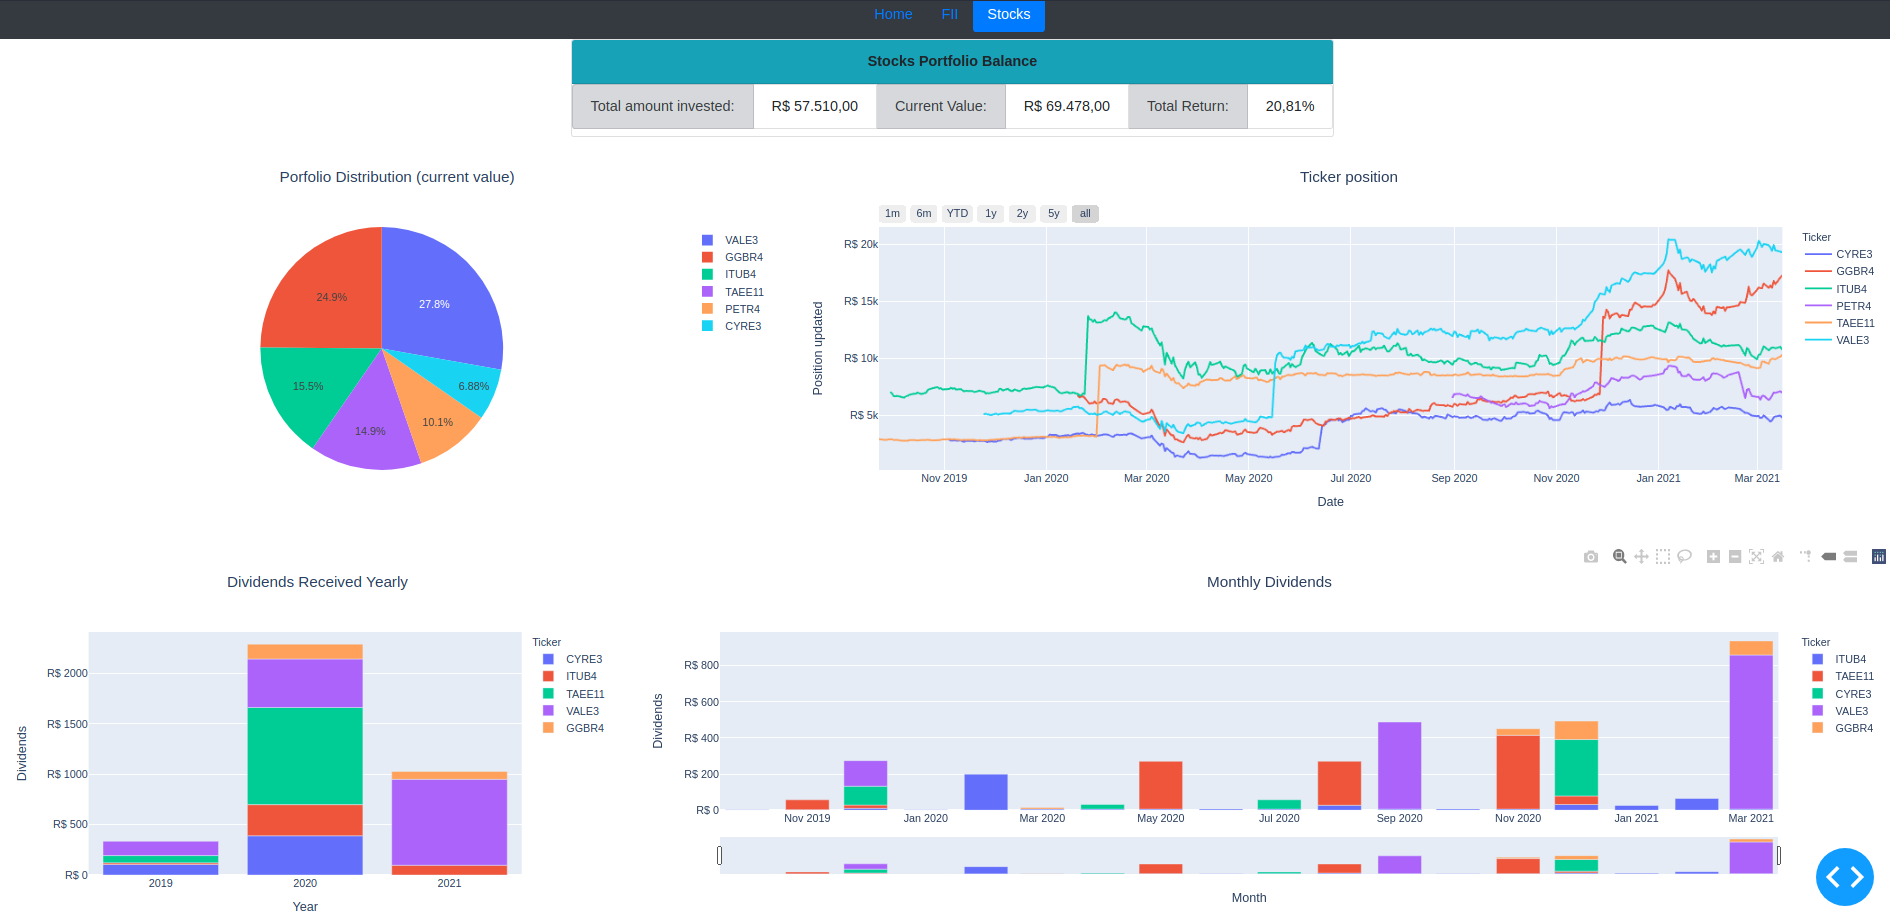 Home FII Stocks
Stocks Portfolio Balance
Total amount invested: R$ 57.510,00 Current Value: R$ 69.478,00 Total Return: 20,81%
Porfolio Distribution (current value)
27.8%
6.88%
10.1%
14.9%
15.5%
24.9%
VALE3
GGBR4
ITUB4
TAEE11
PETR4
CYRE3
Ticker position
1m 6m YTD 1y 2y 5y all
Position updated
R$ 20k
R$ 15k
R$ 10k
R$ 5k
Nov 2019 Jan 2020 Mar 2020 May 2020 Jul 2020 Sep 2020 Nov 2020 Jan 2021 Mar 2021
Date
Ticker
CYRE3
GGBR4
ITUB4
PETR4
TAEE11
VALE3
Dividends Received Yearly
Dividends
R$ 2000
R$ 1500
R$ 1000
R$ 500
R$ 0
2019 2020 2021
Year
Ticker
CYRE3
ITUB4
TAEE11
VALE3
GGBR4
Monthly Dividends
Dividends
R$ 800
R$ 600
R$ 400
R$ 200
R$ 0
Nov 2019 Jan 2020 Mar 2020 May 2020 Jul 2020 Sep 2020 Nov 2020 Jan 2021 Mar 2021
Month
Ticker
ITUB4
TAEE11
CYRE3
VALE3
GGBR4